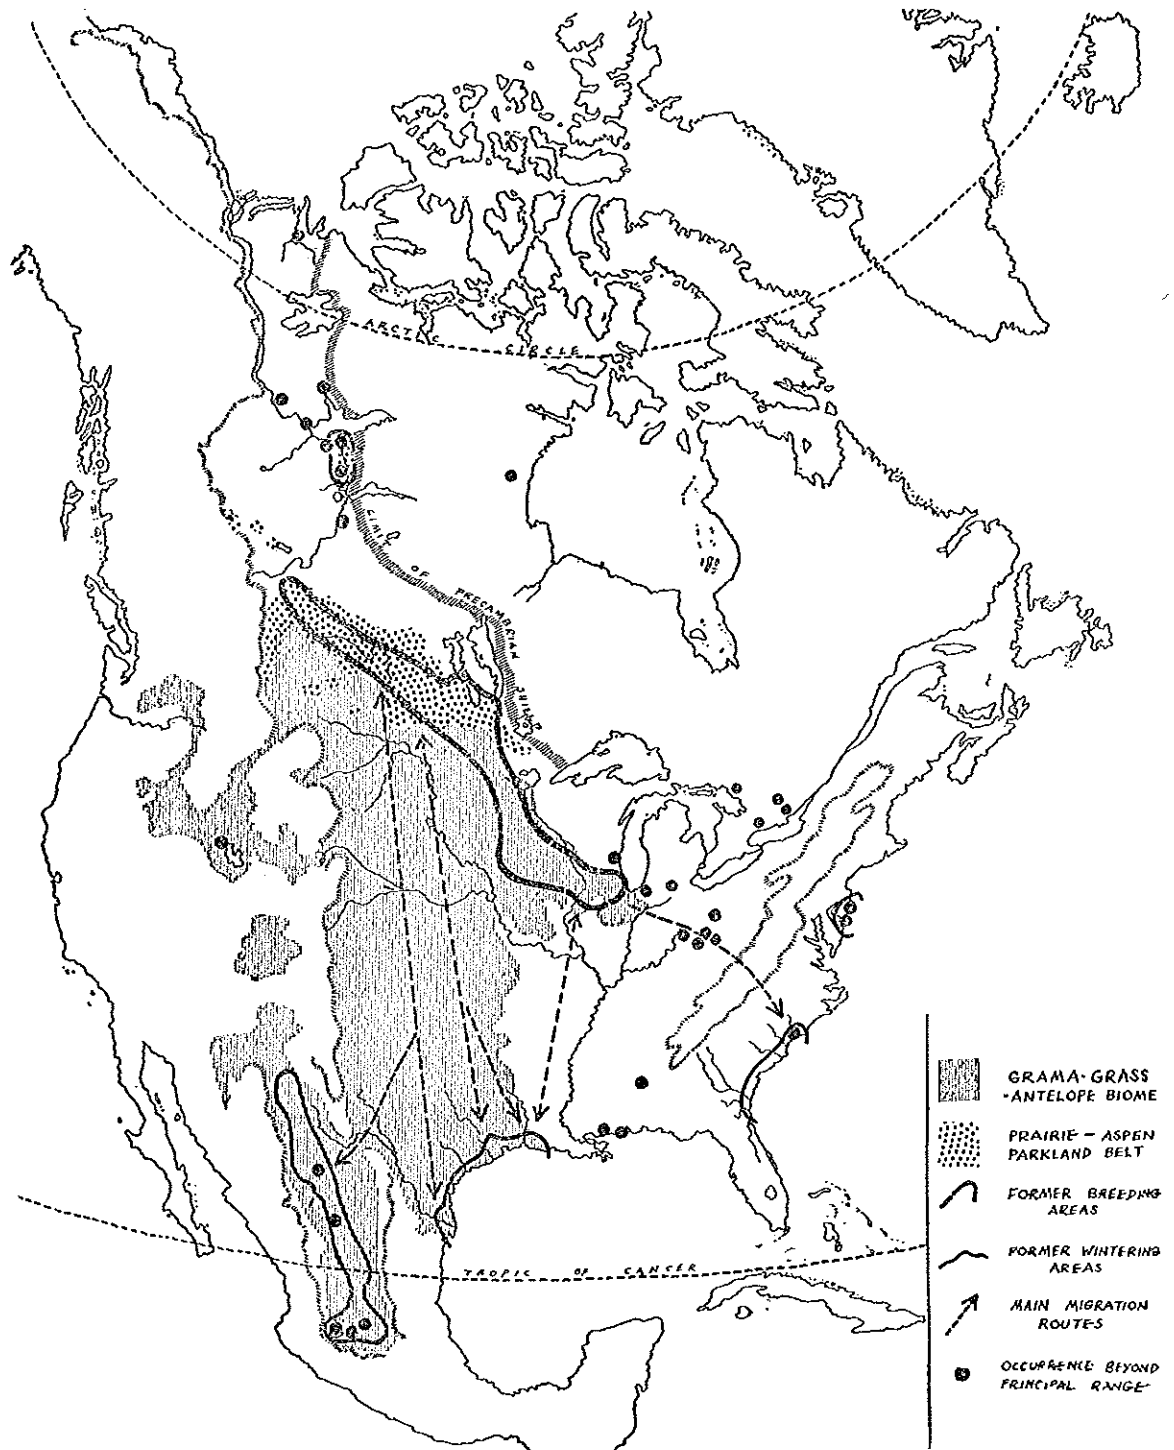 ARCTIC CIRCLE
LIMIT OF PRECAMBRIAN SHIELD
TROPIC OF CANCER
GRAMA-GRASS
-ANTELOPE BIOME
PRAIRIE - ASPEN
PARKLAND BELT
FORMER BREEDING
AREAS
FORMER WINTERING
AREAS
MAIN MIGRATION
ROUTES
OCCURRENCE BEYOND
PRINCIPAL RANGE